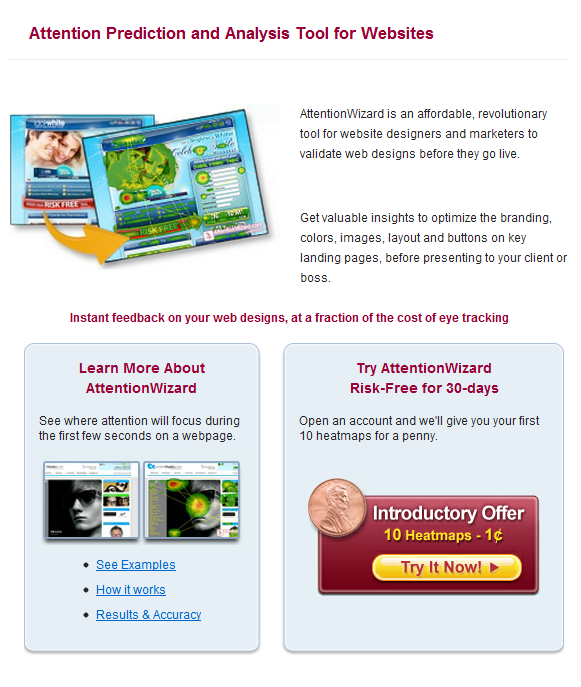 Attention Prediction and Analysis Tool for Websites
AttentionWizard is an affordable, revolutionary
tool for website designers and marketers to
validate web designs before they go live.
RISK FREE
RISK FREE
Get valuable insights to optimize the branding,
colors, images, layout and buttons on key
landing pages, before presenting to your client or
boss.
Instant feedback on your web designs, at a fraction of the cost of eye tracking
Learn More About
AttentionWizard
See where attention will focus during
the first few seconds on a webpage.
• See Examples
• How it works
• Results & Accuracy
Try AttentionWizard
Risk-Free for 30-days
Open an account and we'll give you your first
10 heatmaps for a penny.
Introductory Offer
10 Heatmaps - 1¢
Try It Now!